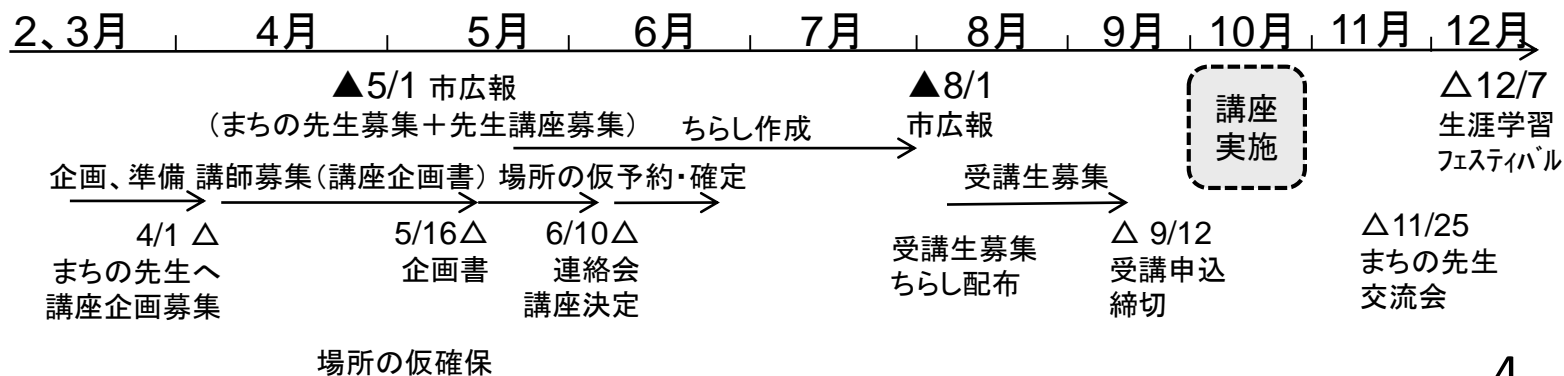 2、3月 4月 5月 6月 7月 8月 9月 10月 11月 12月
▲5/1 市広報
(まちの先生募集+先生講座募集)
ちらし作成
▲8/1
市広報
講座
実施
△12/7
生涯学習
フェスティバル
企画、準備 講師募集(講座企画書) 場所の仮予約・確定
受講生募集
4/1 △
まちの先生へ
講座企画募集
5/16△
企画書
6/10△
連絡会
講座決定
受講生募集
ちらし配布
△ 9/12
受講申込
締切
△11/25
まちの先生
交流会
場所の仮確保
4